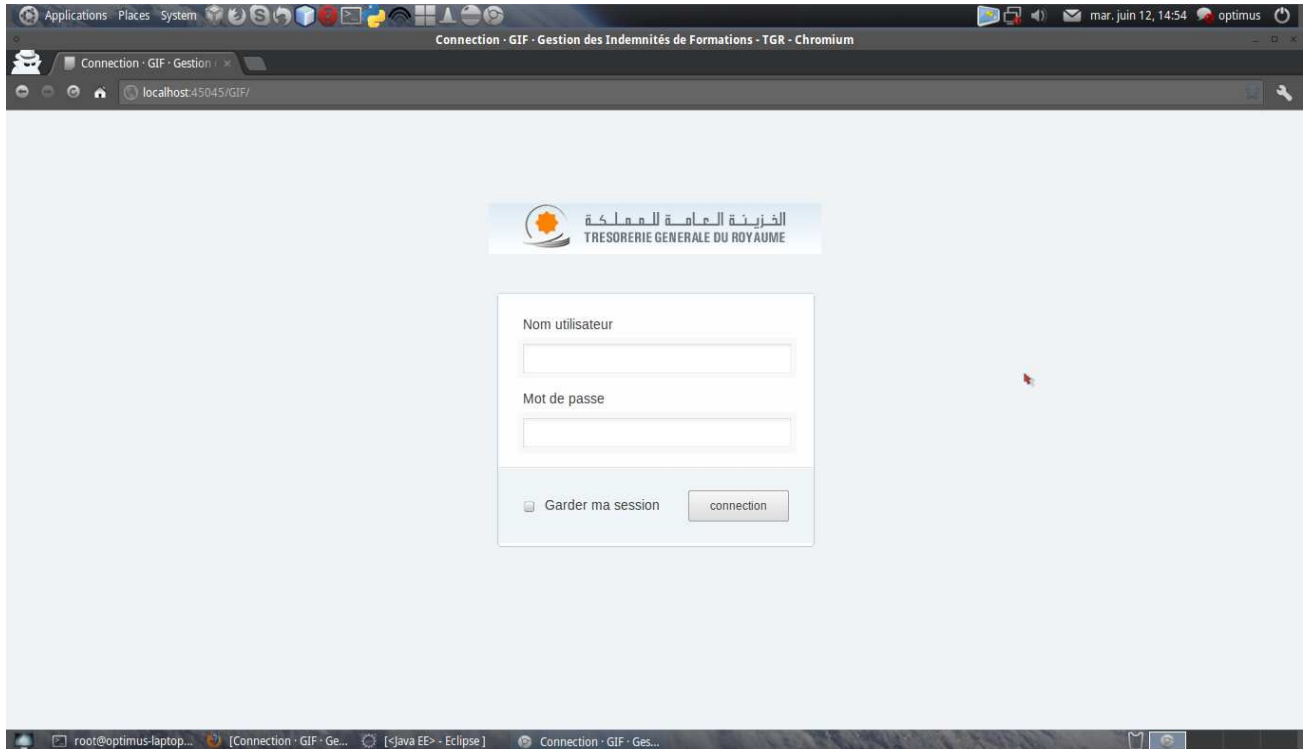 Applications Places System mar. juin 12, 14:54 optimus
Connection · GIF · Gestion des Indemnités de Formations - TGR - Chromium
Connection · GIF · Gestion
localhost:45045/GIF/
الخزينة العامة للمملكة
TRESORERIE GENERALE DU ROYAUME
Nom utilisateur
Mot de passe
Garder ma session connection
root@optimus-laptop... [Connection · GIF · Ge... [<Java EE> - Eclipse ] Connection · GIF · Ges...